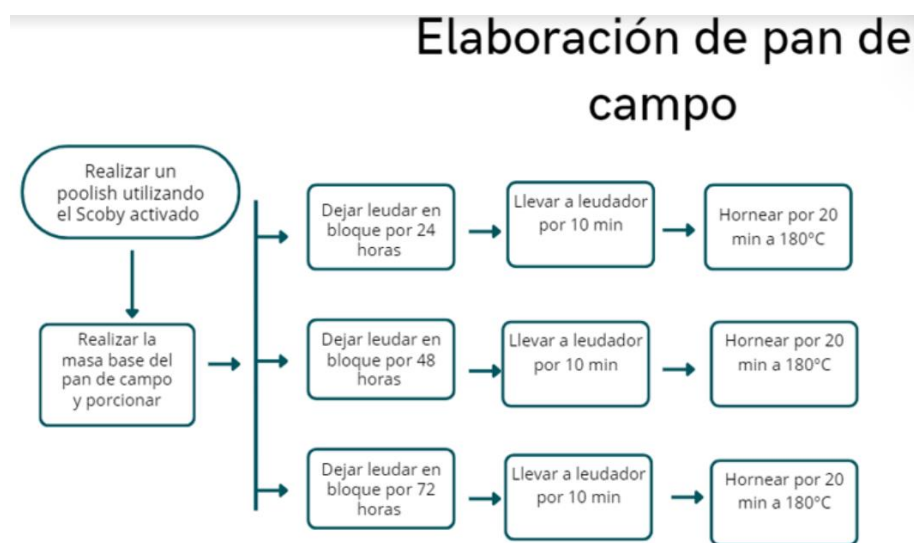 Elaboración de pan de
campo
Realizar un
poolish utilizando
el Scoby activado
Realizar la
masa base del
pan de campo
y porcionar
Dejar leudar en
bloque por 24
horas
Llevar a leudador
por 10 min
Hornear por 20
min a 180°C
Dejar leudar en
bloque por 48
horas
Llevar a leudador
por 10 min
Hornear por 20
min a 180°C
Dejar leudar en
bloque por 72
horas
Llevar a leudador
por 10 min
Hornear por 20
min a 180°C